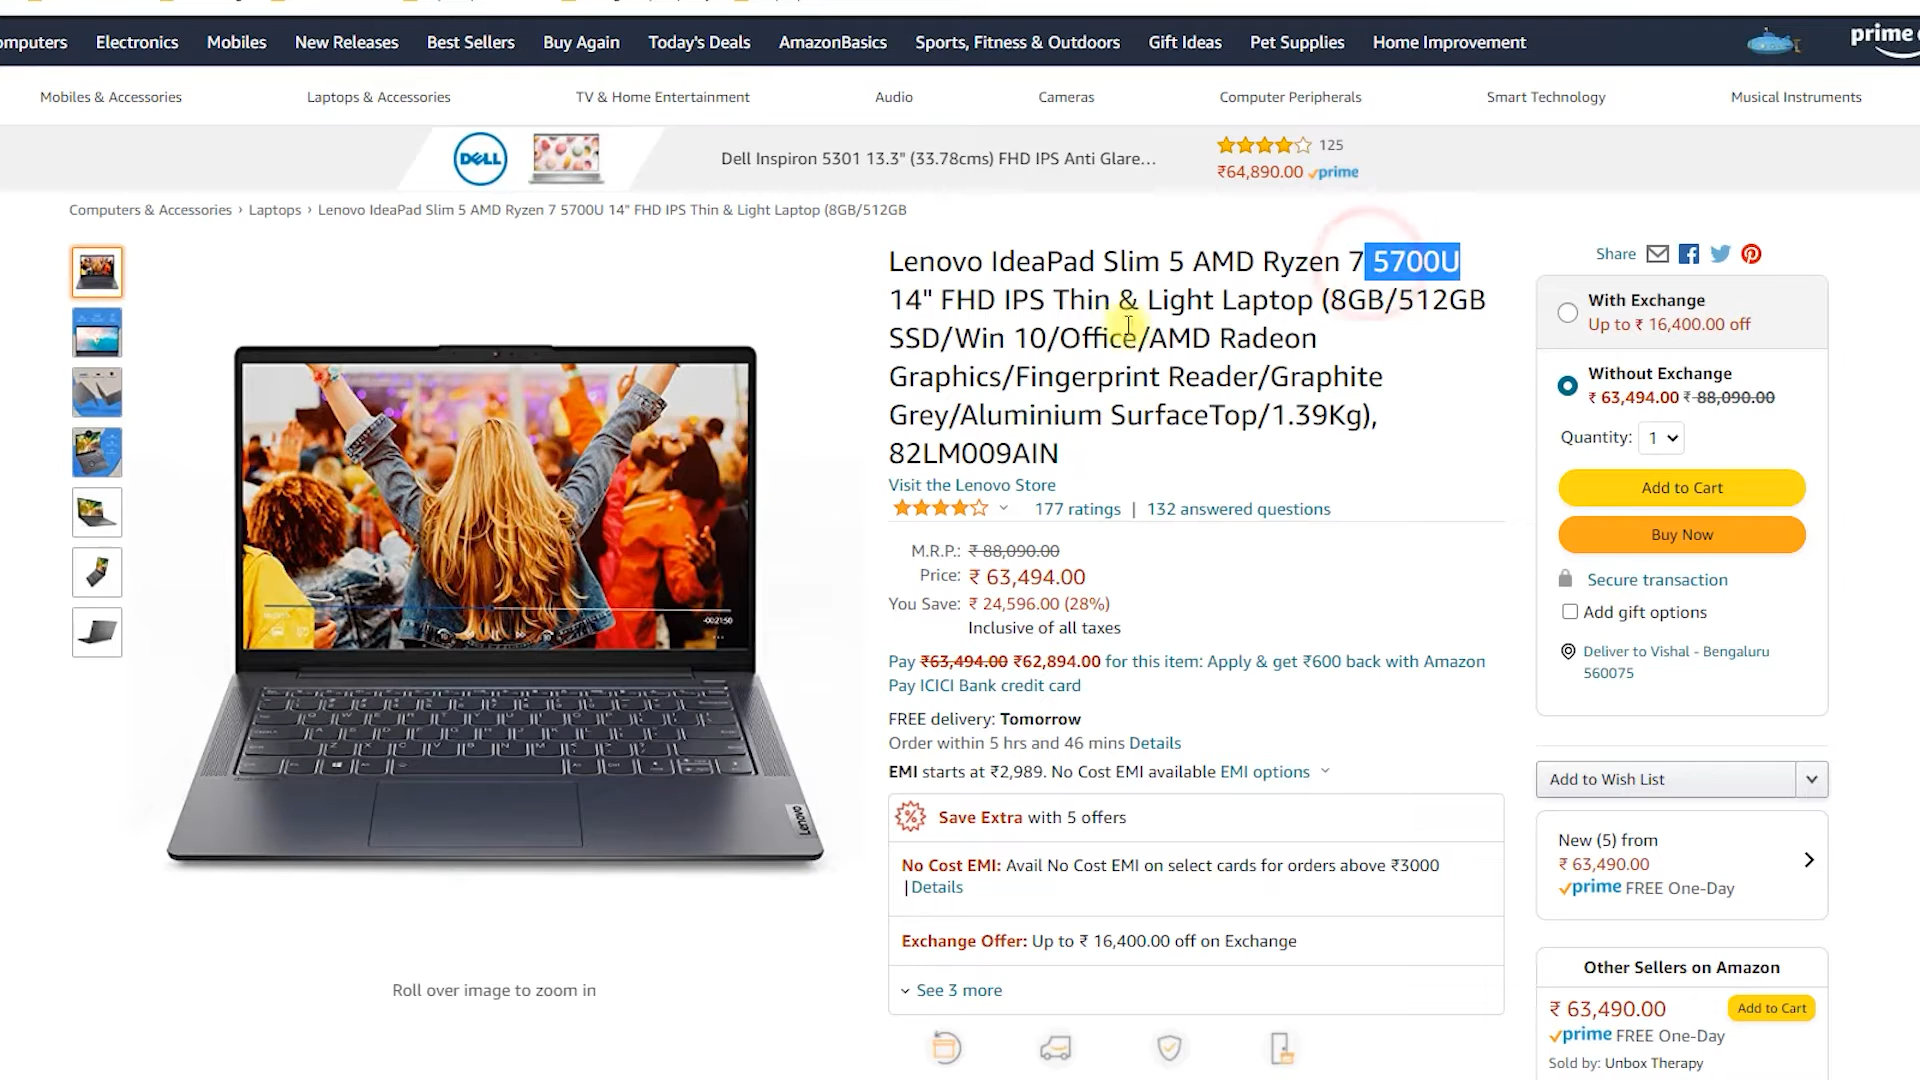 omputers Electronics Mobiles New Releases Best Sellers Buy Again Today's Deals AmazonBasics Sports, Fitness & Outdoors Gift Ideas Pet Supplies Home Improvement prime
Mobiles & Accessories Laptops & Accessories TV & Home Entertainment Audio Cameras Computer Peripherals Smart Technology Musical Instruments
DELL Dell Inspiron 5301 13.3" (33.78cms) FHD IPS Anti Glare... 125
₹64,890.00 prime
Computers & Accessories › Laptops › Lenovo IdeaPad Slim 5 AMD Ryzen 7 5700U 14" FHD IPS Thin & Light Laptop (8GB/512GB
Lenovo IdeaPad Slim 5 AMD Ryzen 7 5700U
14" FHD IPS Thin & Light Laptop (8GB/512GB
SSD/Win 10/Office/AMD Radeon
Graphics/Fingerprint Reader/Graphite
Grey/Aluminium SurfaceTop/1.39Kg),
82LM009AIN
Visit the Lenovo Store
177 ratings | 132 answered questions
M.R.P.: ₹ 88,090.00
Price: ₹ 63,494.00
You Save: ₹ 24,596.00 (28%)
Inclusive of all taxes
Pay ₹63,494.00 ₹62,894.00 for this item: Apply & get ₹600 back with Amazon
Pay ICICI Bank credit card
FREE delivery: Tomorrow
Order within 5 hrs and 46 mins Details
EMI starts at ₹2,989. No Cost EMI available EMI options
Save Extra with 5 offers
No Cost EMI: Avail No Cost EMI on select cards for orders above ₹3000
|Details
Exchange Offer: Up to ₹ 16,400.00 off on Exchange
See 3 more
-00:21:50
Lenovo
Roll over image to zoom in
Share
With Exchange
Up to ₹ 16,400.00 off
Without Exchange
₹ 63,494.00 ₹ 88,090.00
Quantity: 1
Add to Cart
Buy Now
Secure transaction
Add gift options
Deliver to Vishal - Bengaluru
560075
Add to Wish List
New (5) from
₹ 63,490.00
prime FREE One-Day
Other Sellers on Amazon
₹ 63,490.00 Add to Cart
prime FREE One-Day
Sold by: Unbox Therapy